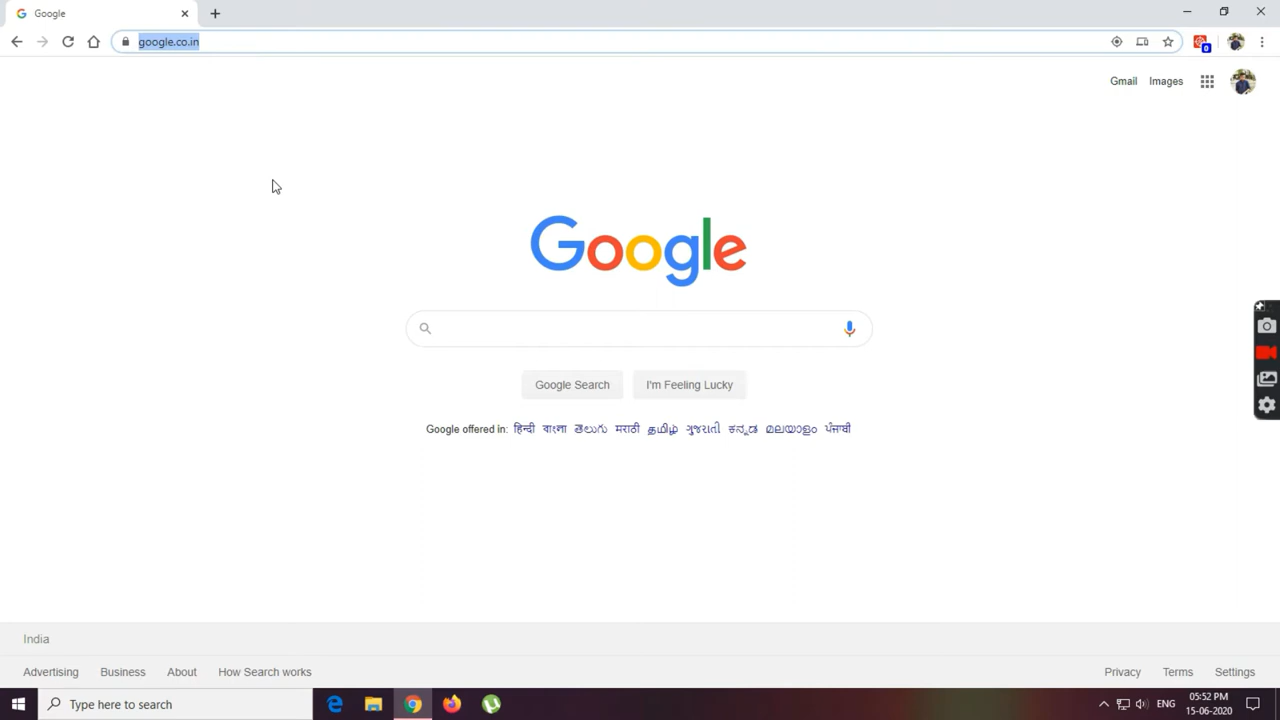 Google
google.co.in
0
Gmail Images
Google
Google Search I'm Feeling Lucky
Google offered in: हिन्दी বাংলা తెలుగు मराठी தமிழ் ગુજરાતી ಕನ್ನಡ മലയാളം ਪੰਜਾਬੀ
India
Advertising Business About How Search works Privacy Terms Settings
Type here to search
ENG
05:52 PM
15-06-2020